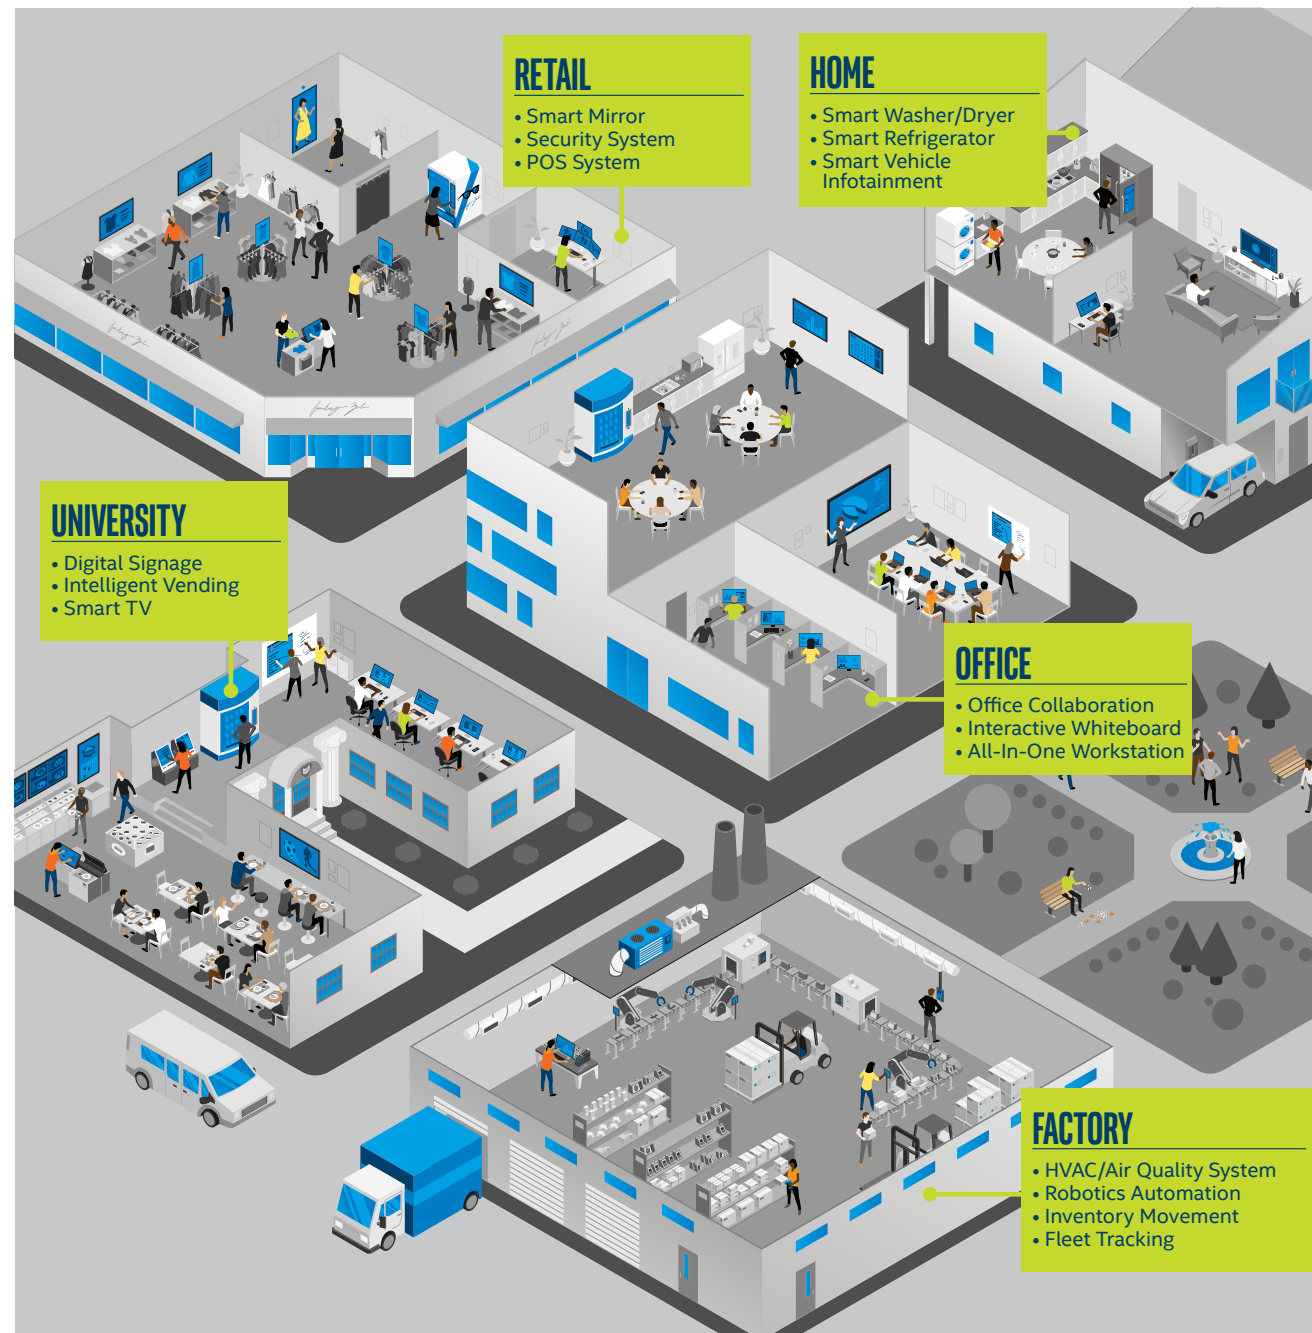 RETAIL
• Smart Mirror
• Security System
• POS System
HOME
• Smart Washer/Dryer
• Smart Refrigerator
• Smart Vehicle
Infotainment
UNIVERSITY
• Digital Signage
• Intelligent Vending
• Smart TV
OFFICE
• Office Collaboration
• Interactive Whiteboard
• All-In-One Workstation
FACTORY
• HVAC/Air Quality System
• Robotics Automation
• Inventory Movement
• Fleet Tracking